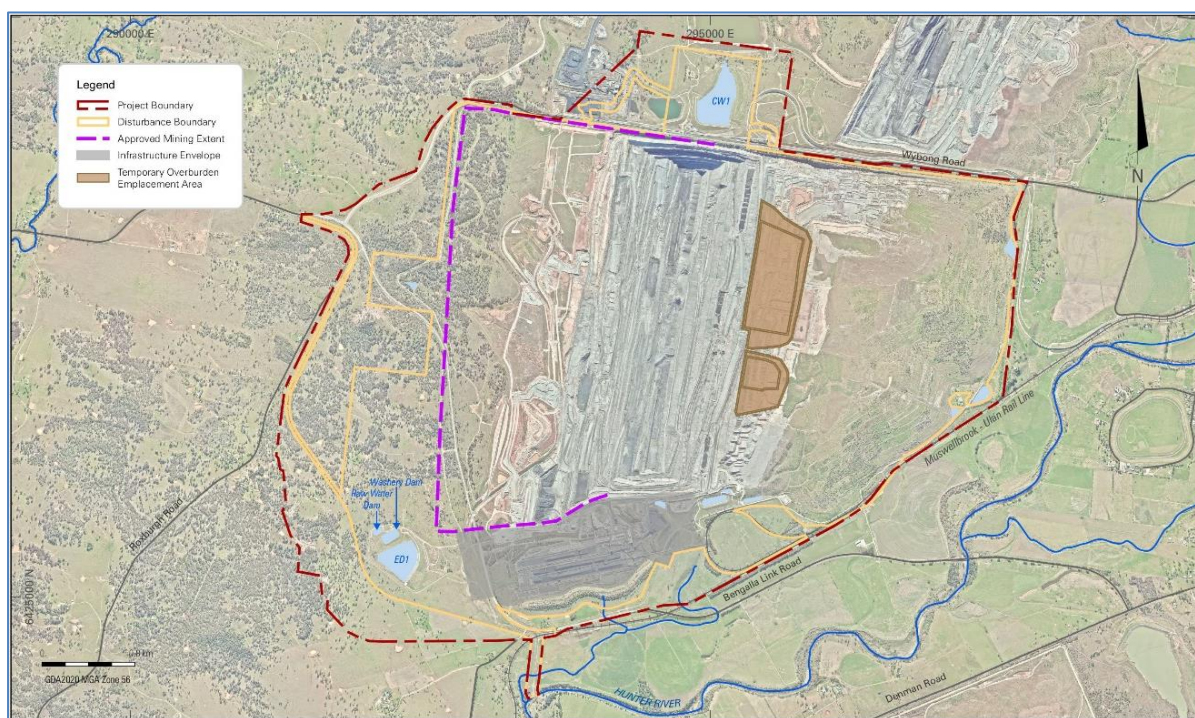 290000 E
295000 E
Legend
Project Boundary
Disturbance Boundary
Approved Mining Extent
Infrastructure Envelope
Temporary Overburden
Emplacement Area
CW1
Wybong Road
N
Muswellbrook - Ulan Rail Line
Washery Dam
Raw Water
Dam
ED1
Roxburgh Road
Bengalla Link Road
6425000 N
0
GDA2020 MGA Zone 56
HUNTER RIVER
Denman Road